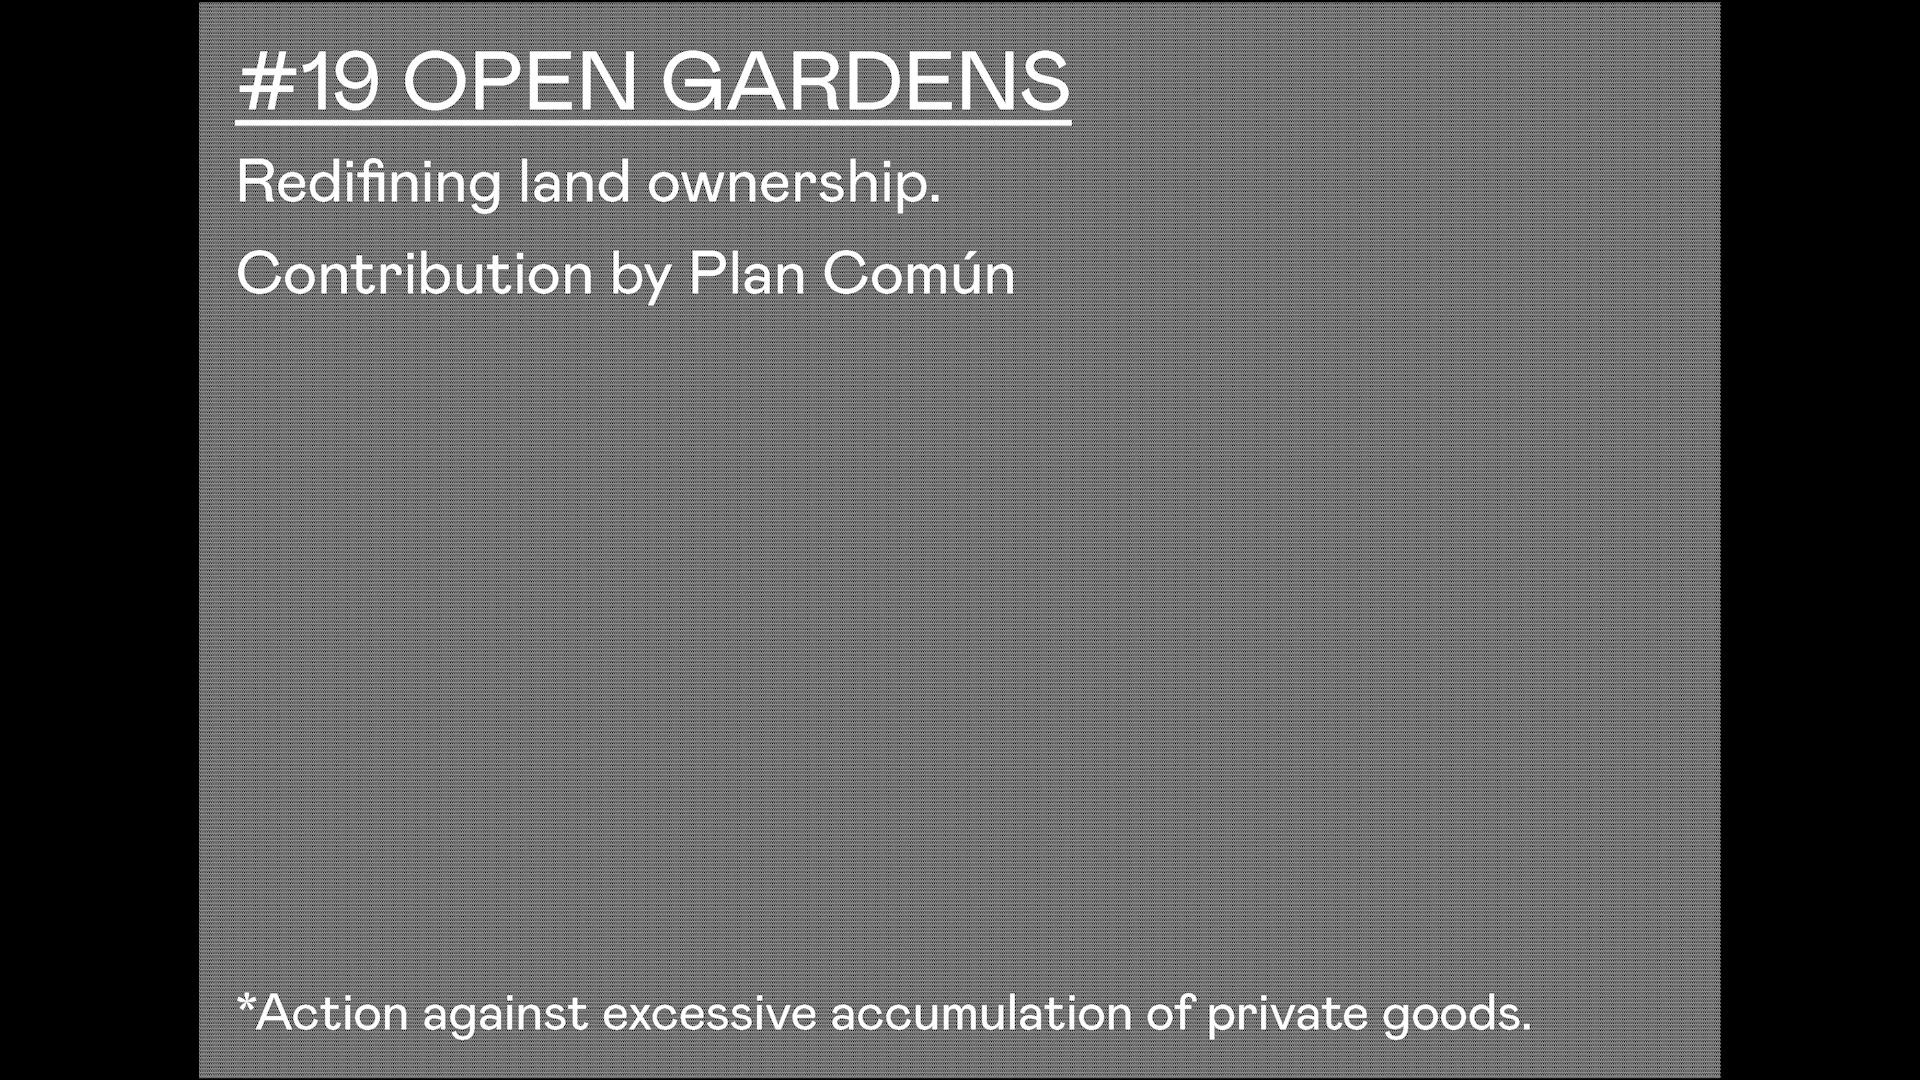 #19 OPEN GARDENS
Redifining land ownership.
Contribution by Plan Común
*Action against excessive accumulation of private goods.